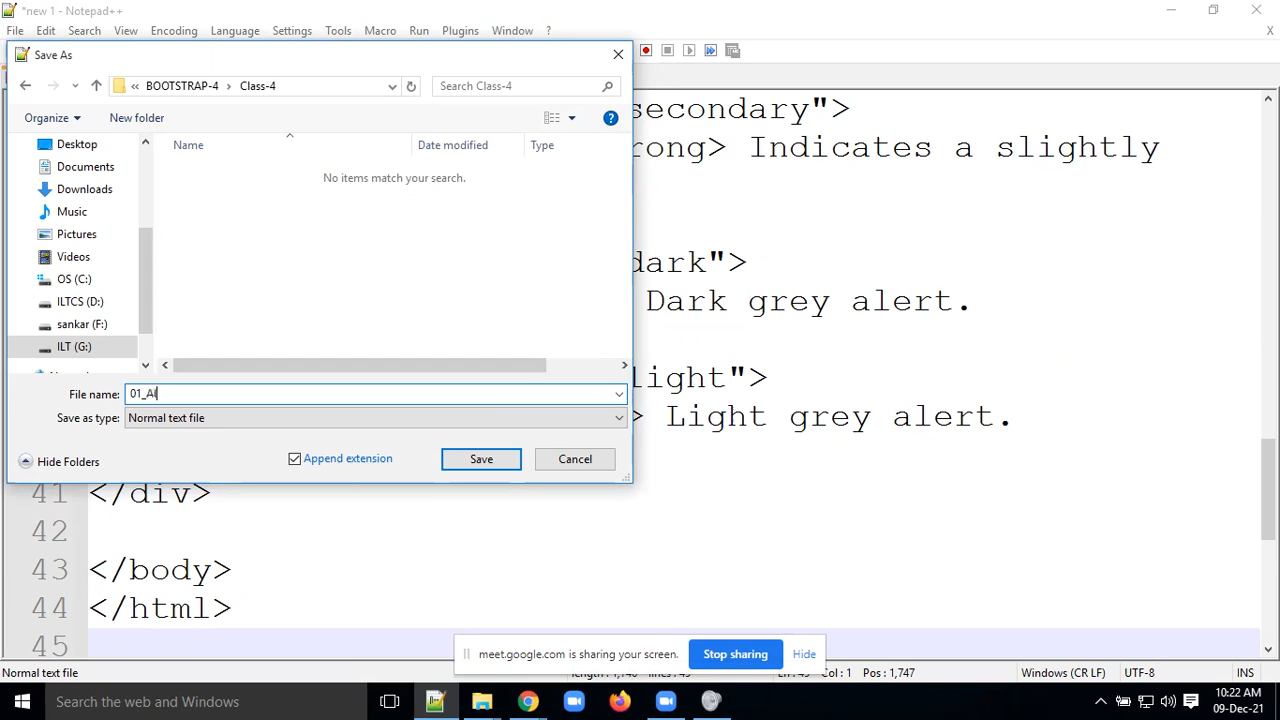 *new 1 - Notepad++
File Edit Search View Encoding Language Settings Tools Macro Run Plugins Window ? X
Save As
« BOOTSTRAP-4 › Class-4
Search Class-4
Organize
New folder
Name Date modified Type
No items match your search.
Desktop
Documents
Downloads
Music
Pictures
Videos
OS (C:)
ILTCS (D:)
sankar (F:)
ILT (G:)
File name: 01_Al
Save as type: Normal text file
Hide Folders
Append extension
Save
Cancel
secondary">
rong> Indicates a slightly
dark">
Dark grey alert.
light">
> Light grey alert.
41 </div>
42
43 </body>
44 </html>
45
meet.google.com is sharing your screen. Stop sharing Hide
Normal text file
Col : 1 Pos : 1,747 Windows (CR LF) UTF-8 INS
Search the web and Windows
10:22 AM
09-Dec-21